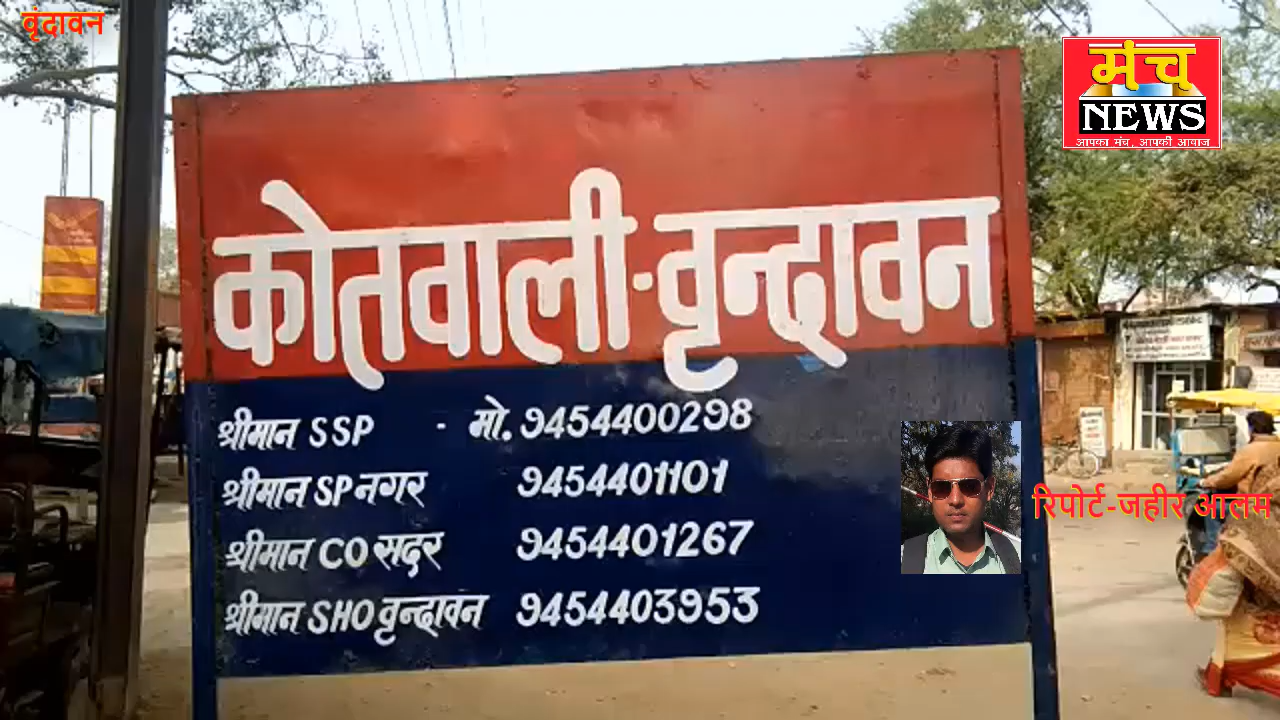 वृंदावन
मंच
NEWS
आपका मंच, आपकी आवाज
कोतवाली-वृन्दावन
श्रीमान SSP - मो. 9454400298
श्रीमान SP नगर 9454401101
श्रीमान CO सदर 9454401267
श्रीमान SHO वृन्दावन 9454403953
रिपोर्ट-जहीर आलम